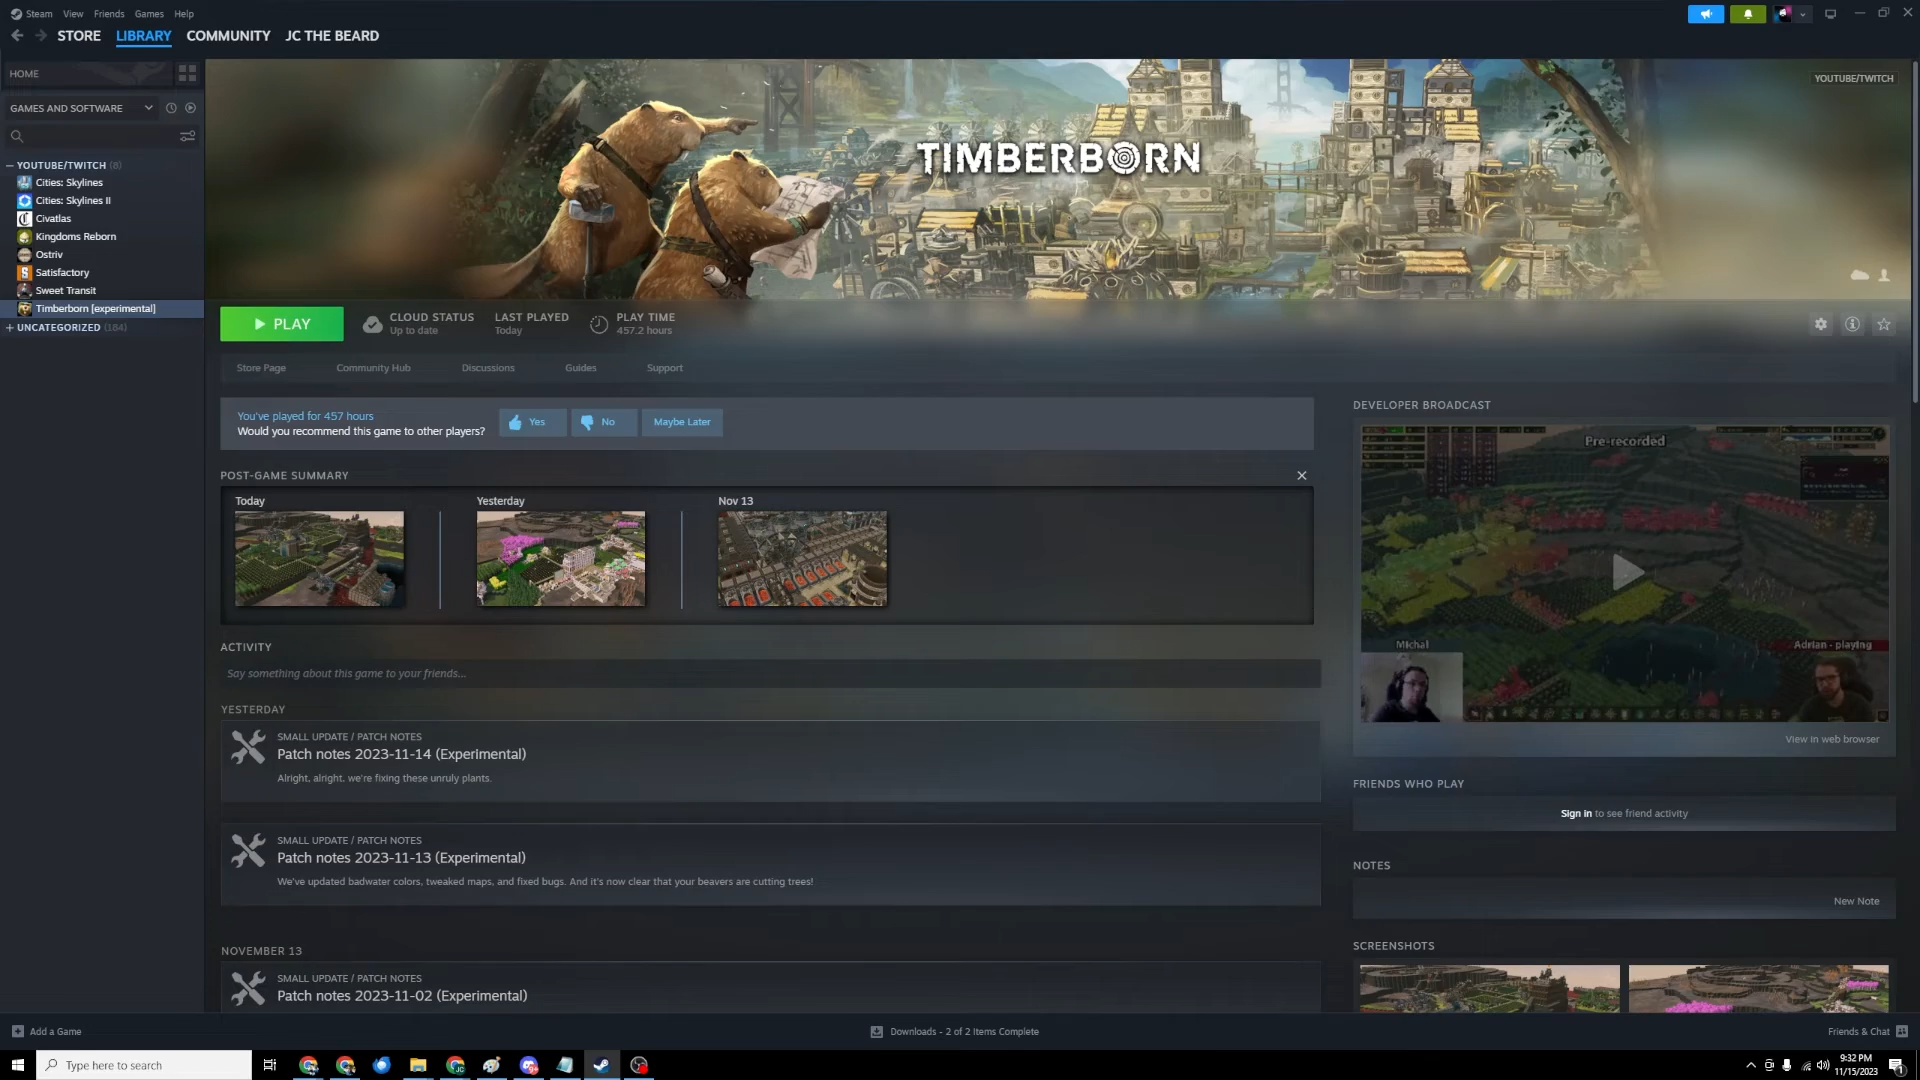 Steam View Friends Games Help
STORE LIBRARY COMMUNITY JC THE BEARD
HOME
GAMES AND SOFTWARE
YOUTUBE/TWITCH (8)
Cities: Skylines
Cities: Skylines II
Civatlas
Kingdoms Reborn
Ostriv
Satisfactory
Sweet Transit
Timberborn [experimental]
UNCATEGORIZED (184)
TIMBERBORN
YOUTUBE/TWITCH
PLAY
CLOUD STATUS
Up to date
LAST PLAYED
Today
PLAY TIME
457.2 hours
Store Page Community Hub Discussions Guides Support
You've played for 457 hours
Would you recommend this game to other players?
Yes No Maybe Later
POST-GAME SUMMARY
Today Yesterday Nov 13
ACTIVITY
Say something about this game to your friends...
YESTERDAY
SMALL UPDATE / PATCH NOTES
Patch notes 2023-11-14 (Experimental)
Alright, alright, we're fixing these unruly plants.
SMALL UPDATE / PATCH NOTES
Patch notes 2023-11-13 (Experimental)
We've updated badwater colors, tweaked maps, and fixed bugs. And it's now clear that your beavers are cutting trees!
NOVEMBER 13
SMALL UPDATE / PATCH NOTES
Patch notes 2023-11-02 (Experimental)
DEVELOPER BROADCAST
Pre-recorded
Michal
Adrian - playing
View in web browser
FRIENDS WHO PLAY
Sign in to see friend activity
NOTES
New Note
SCREENSHOTS
Add a Game
Downloads - 2 of 2 Items Complete
Friends & Chat
Type here to search
9:32 PM
11/15/2023